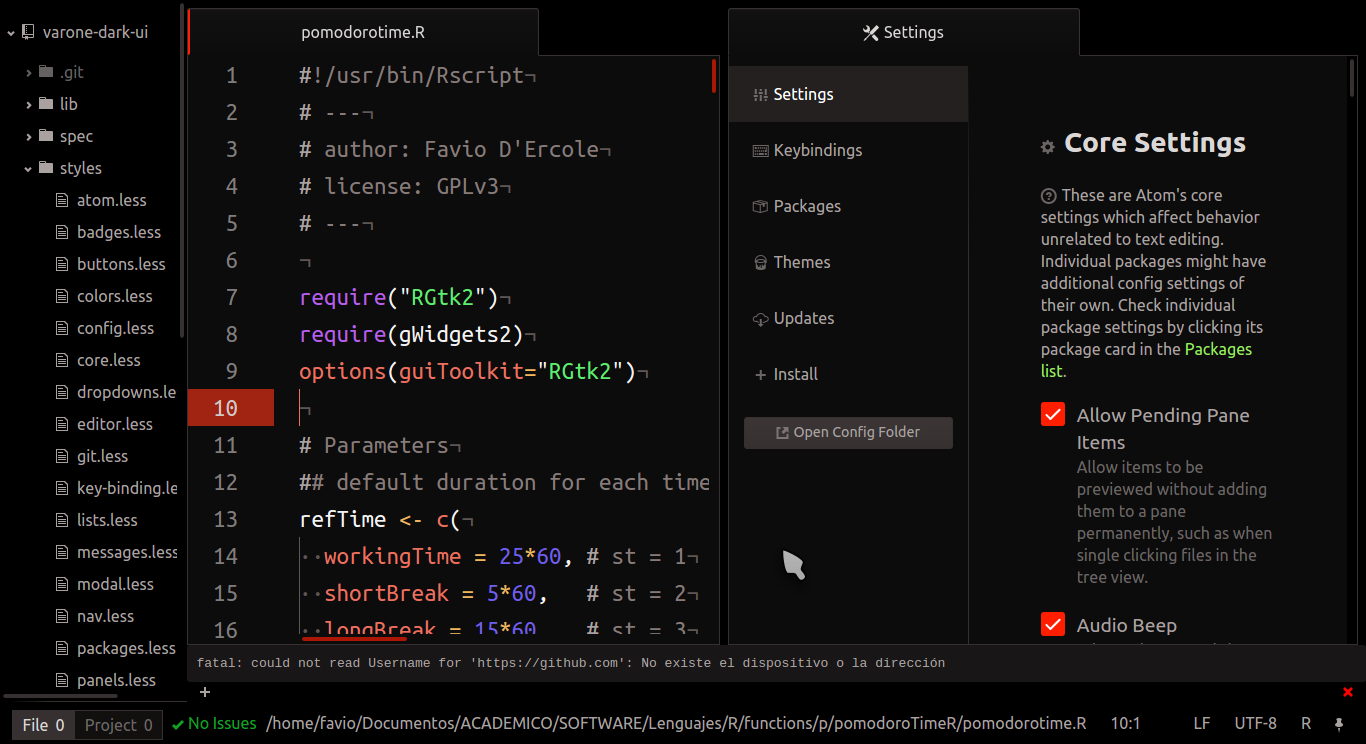 varone-dark-ui
.git
lib
spec
styles
atom.less
badges.less
buttons.less
colors.less
config.less
core.less
dropdowns.le
editor.less
git.less
key-binding.le
lists.less
messages.less
modal.less
nav.less
packages.less
panels.less
pomodorotime.R
1 #!/usr/bin/Rscript¬
2 # ---¬
3 # author: Favio D'Ercole¬
4 # license: GPLv3¬
5 # ---¬
6 ¬
7 require("RGtk2")¬
8 require(gWidgets2)¬
9 options(guiToolkit="RGtk2")¬
10 ¬
11 # Parameters¬
12 ## default duration for each time
13 refTime <- c(¬
14 ··workingTime = 25*60, # st = 1¬
15 ··shortBreak = 5*60,   # st = 2¬
16 ··longBreak = 15*60    # st = 3¬
Settings
Settings
Keybindings
Packages
Themes
Updates
+ Install
Open Config Folder
Core Settings
These are Atom's core
settings which affect behavior
unrelated to text editing.
Individual packages might have
additional config settings of
their own. Check individual
package settings by clicking its
package card in the Packages
list.
Allow Pending Pane
Items
Allow items to be
previewed without adding
them to a pane
permanently, such as when
single clicking files in the
tree view.
Audio Beep
fatal: could not read Username for 'https://github.com': No existe el dispositivo o la dirección
+
File 0 Project 0 No Issues /home/favio/Documentos/ACADEMICO/SOFTWARE/Lenguajes/R/functions/p/pomodoroTimeR/pomodorotime.R 10:1 LF UTF-8 R